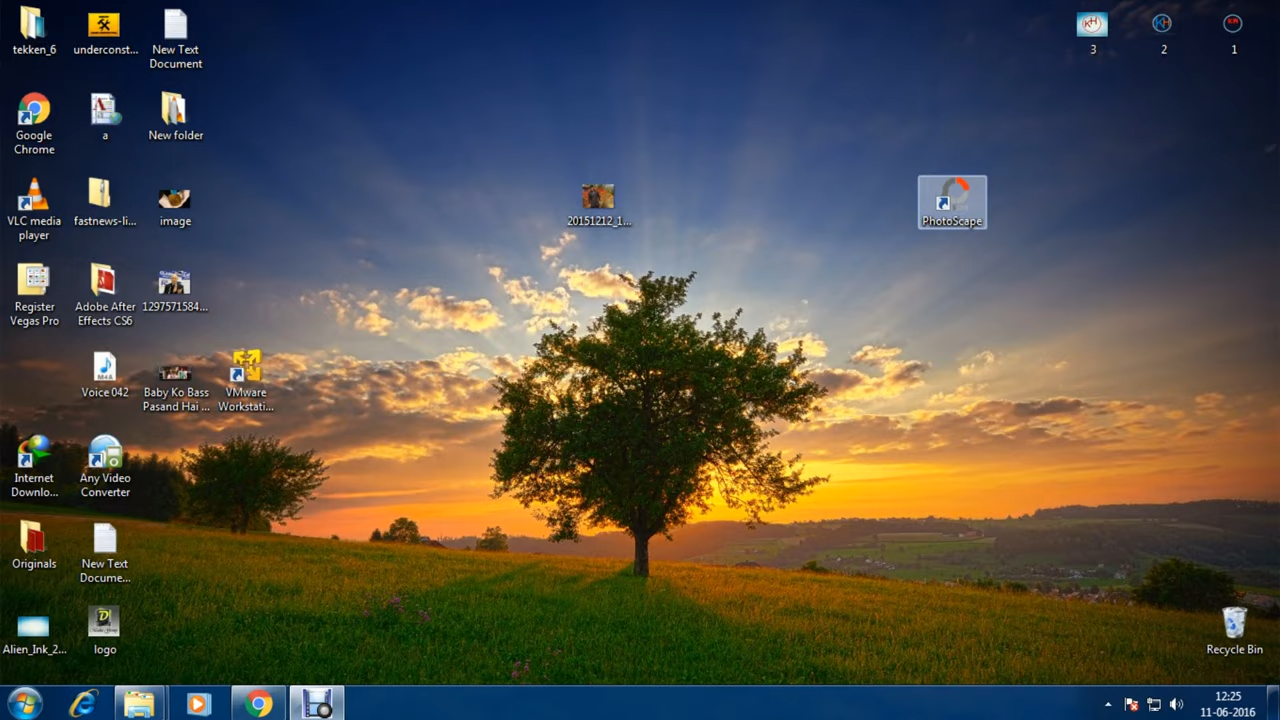 tekken_6
underconst...
New Text
Document
3
2
1
Google
Chrome
a
New folder
VLC media
player
fastnews-li...
image
20151212_1...
PhotoScape
Register
Vegas Pro
Adobe After
Effects CS6
1297571584...
Voice 042
Baby Ko Bass
Pasand Hai ...
VMware
Workstati...
Internet
Downlo...
Any Video
Converter
Originals
New Text
Docume...
Alien_Ink_2...
logo
Recycle Bin
12:25
11-06-2016